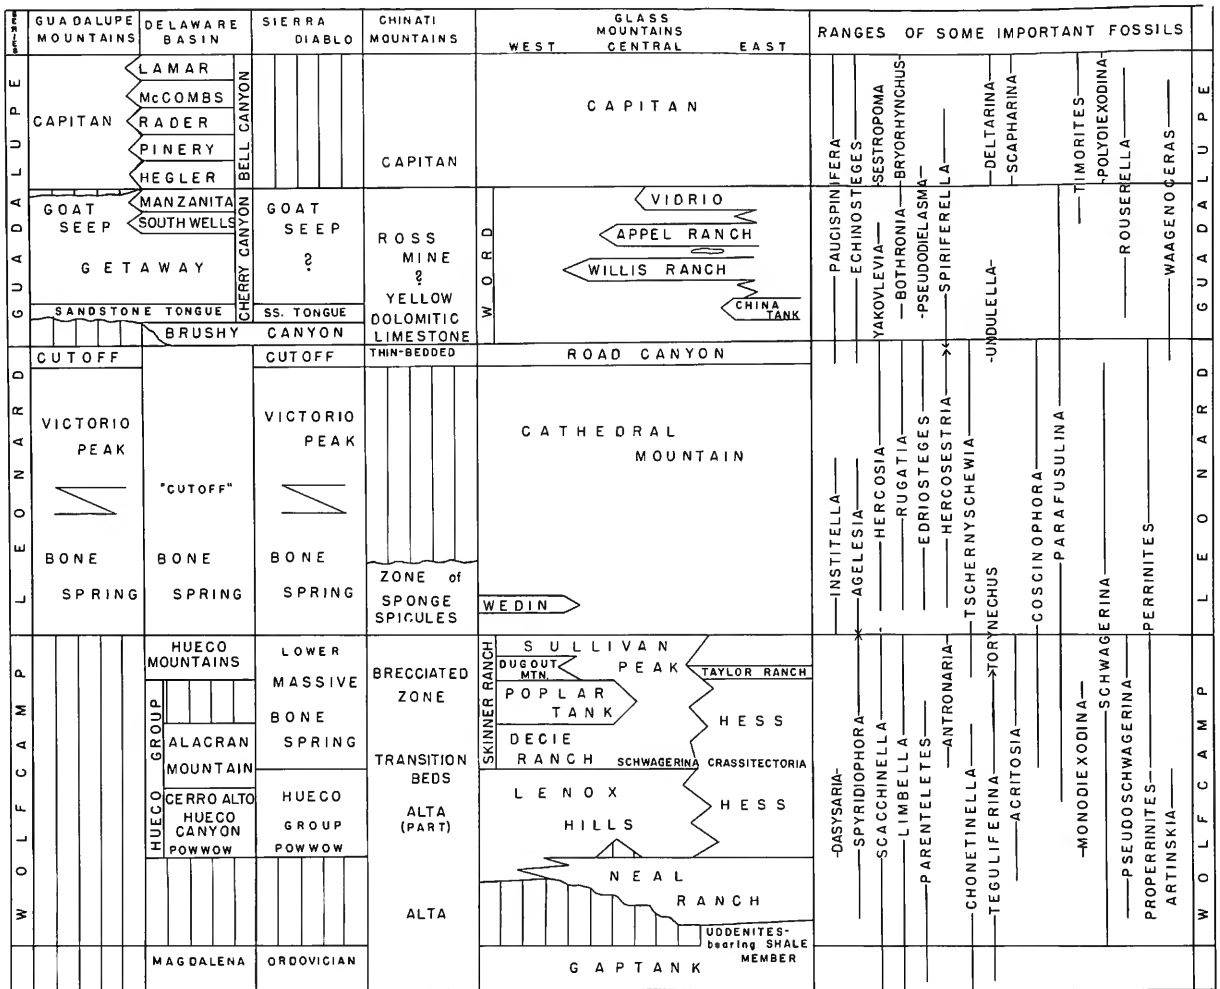 SERIES
GUADALUPE MOUNTAINS
DELAWARE BASIN
SIERRA DIABLO
CHINATI MOUNTAINS
GLASS MOUNTAINS
WEST CENTRAL EAST
RANGES OF SOME IMPORTANT FOSSILS
GUADALUPE
CAPITAN
LAMAR
McCOMBS
RADER
PINERY
HEGLER
BELL CANYON
CAPITAN
CAPITAN
GOAT SEEP
MANZANITA
SOUTH WELLS
GETAWAY
CHERRY CANYON
GOAT SEEP
?
SANDSTONE TONGUE
SS. TONGUE
BRUSHY CANYON
ROSS MINE
?
YELLOW DOLOMITIC LIMESTONE
WORD
VIDRIO
APPEL RANCH
WILLIS RANCH
CHINA TANK
LEONARD
CUTOFF
CUTOFF
THIN-BEDDED
ROAD CANYON
VICTORIO PEAK
"CUTOFF"
VICTORIO PEAK
CATHEDRAL MOUNTAIN
BONE SPRING
BONE SPRING
BONE SPRING
ZONE of SPONGE SPICULES
WEDIN
WOLFCAMP
HUECO MOUNTAINS
HUECO GROUP
ALACRAN MOUNTAIN
CERRO ALTO
HUECO CANYON
POWWOW
LOWER MASSIVE BONE SPRING
HUECO GROUP
POWWOW
BRECCIATED ZONE
TRANSITION BEDS
ALTA (PART)
ALTA
SKINNER RANCH
SULLIVAN PEAK
DUGOUT MTN.
POPLAR TANK
DECIE RANCH
TAYLOR RANCH
HESS
SCHWAGERINA CRASSITECTORIA
LENOX HILLS
HESS
NEAL RANCH
UDDENITES-bearing SHALE MEMBER
MAGDALENA
ORDOVICIAN
GAPTANK
PAUCISPINIFERA
ECHINOSTEGES
SESTROPOMA
YAKOVLEVIA
BRYORHYNCHUS
BOTHRONIA
PSEUDODIELASMA
SPIRIFERELLA
DELTARINA
UNDULELLA
SCAPHARINA
TIMORITES
POLYDIEXODINA
ROUSERELLA
WAAGENOCERAS
INSTITELLA
AGELESIA
HERCOSIA
RUGATIA
EDRIOSTEGES
HERCOSESTRIA
TSCHERNYSCHEWIA
TORYNECHUS
COSCINOPHORA
PARAFUSULINA
SCHWAGERINA
PERRINITES
DASYSARIA
SPYRIDIOPHORA
SCACCHINELLA
LIMBELLA
PARENTELETES
ANTRONARIA
CHONETINELLA
TEGULIFERINA
ACRITOSIA
MONODIEXODINA
PSEUDOSCHWAGERINA
PROPERRINITES
ARTINSKIA
GUADALUPE
LEONARD
WOLFCAMP